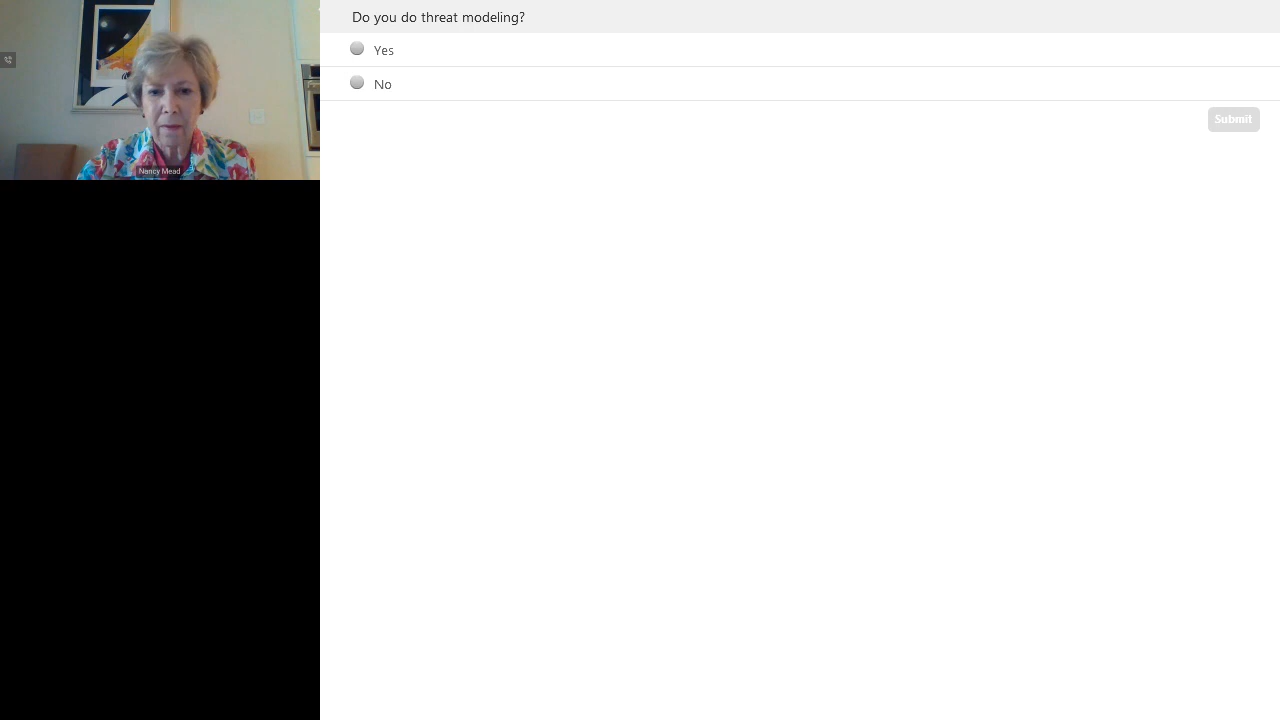 Nancy Mead
Do you do threat modeling?
Yes
No
Submit